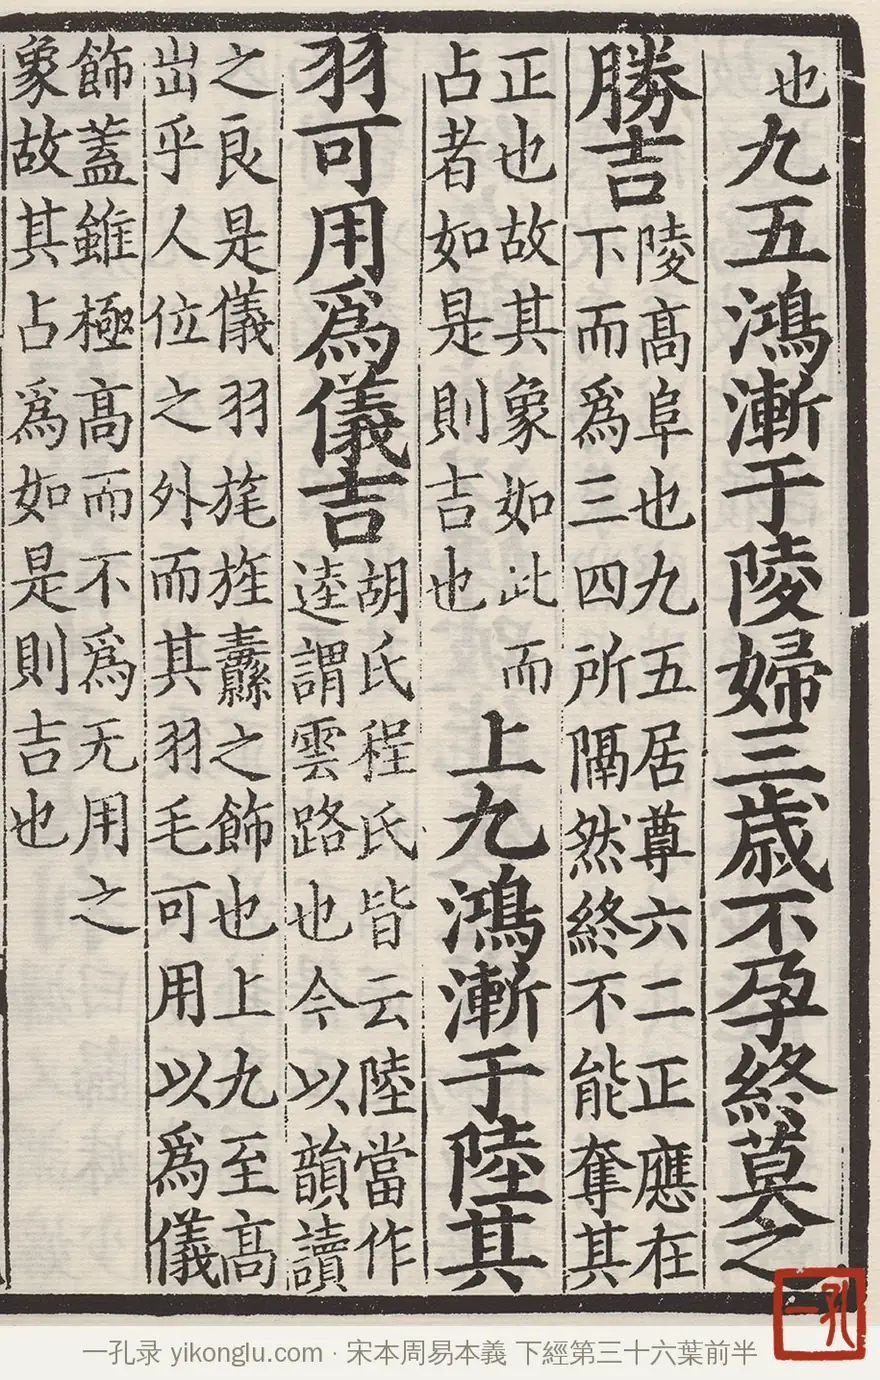 也九五鴻漸于陵婦三歳不孕終莫之
勝吉
陵髙阜也九五居尊六二正應在
下而爲三四所隔然終不能奪其
正也故其象如此而
占者如是則吉也
上九鴻漸于陸其
羽可用爲儀吉
胡氏程氏皆云陸當作
逵謂雲路也今以韻讀
之良是儀羽旄旌纛之飾也上九至髙
出乎人位之外而其羽毛可用以爲儀
飾蓋雖極髙而不爲无用之
象故其占爲如是則吉也
一孔
一孔录 yikonglu.com · 宋本周易本義 下經第三十六葉前半